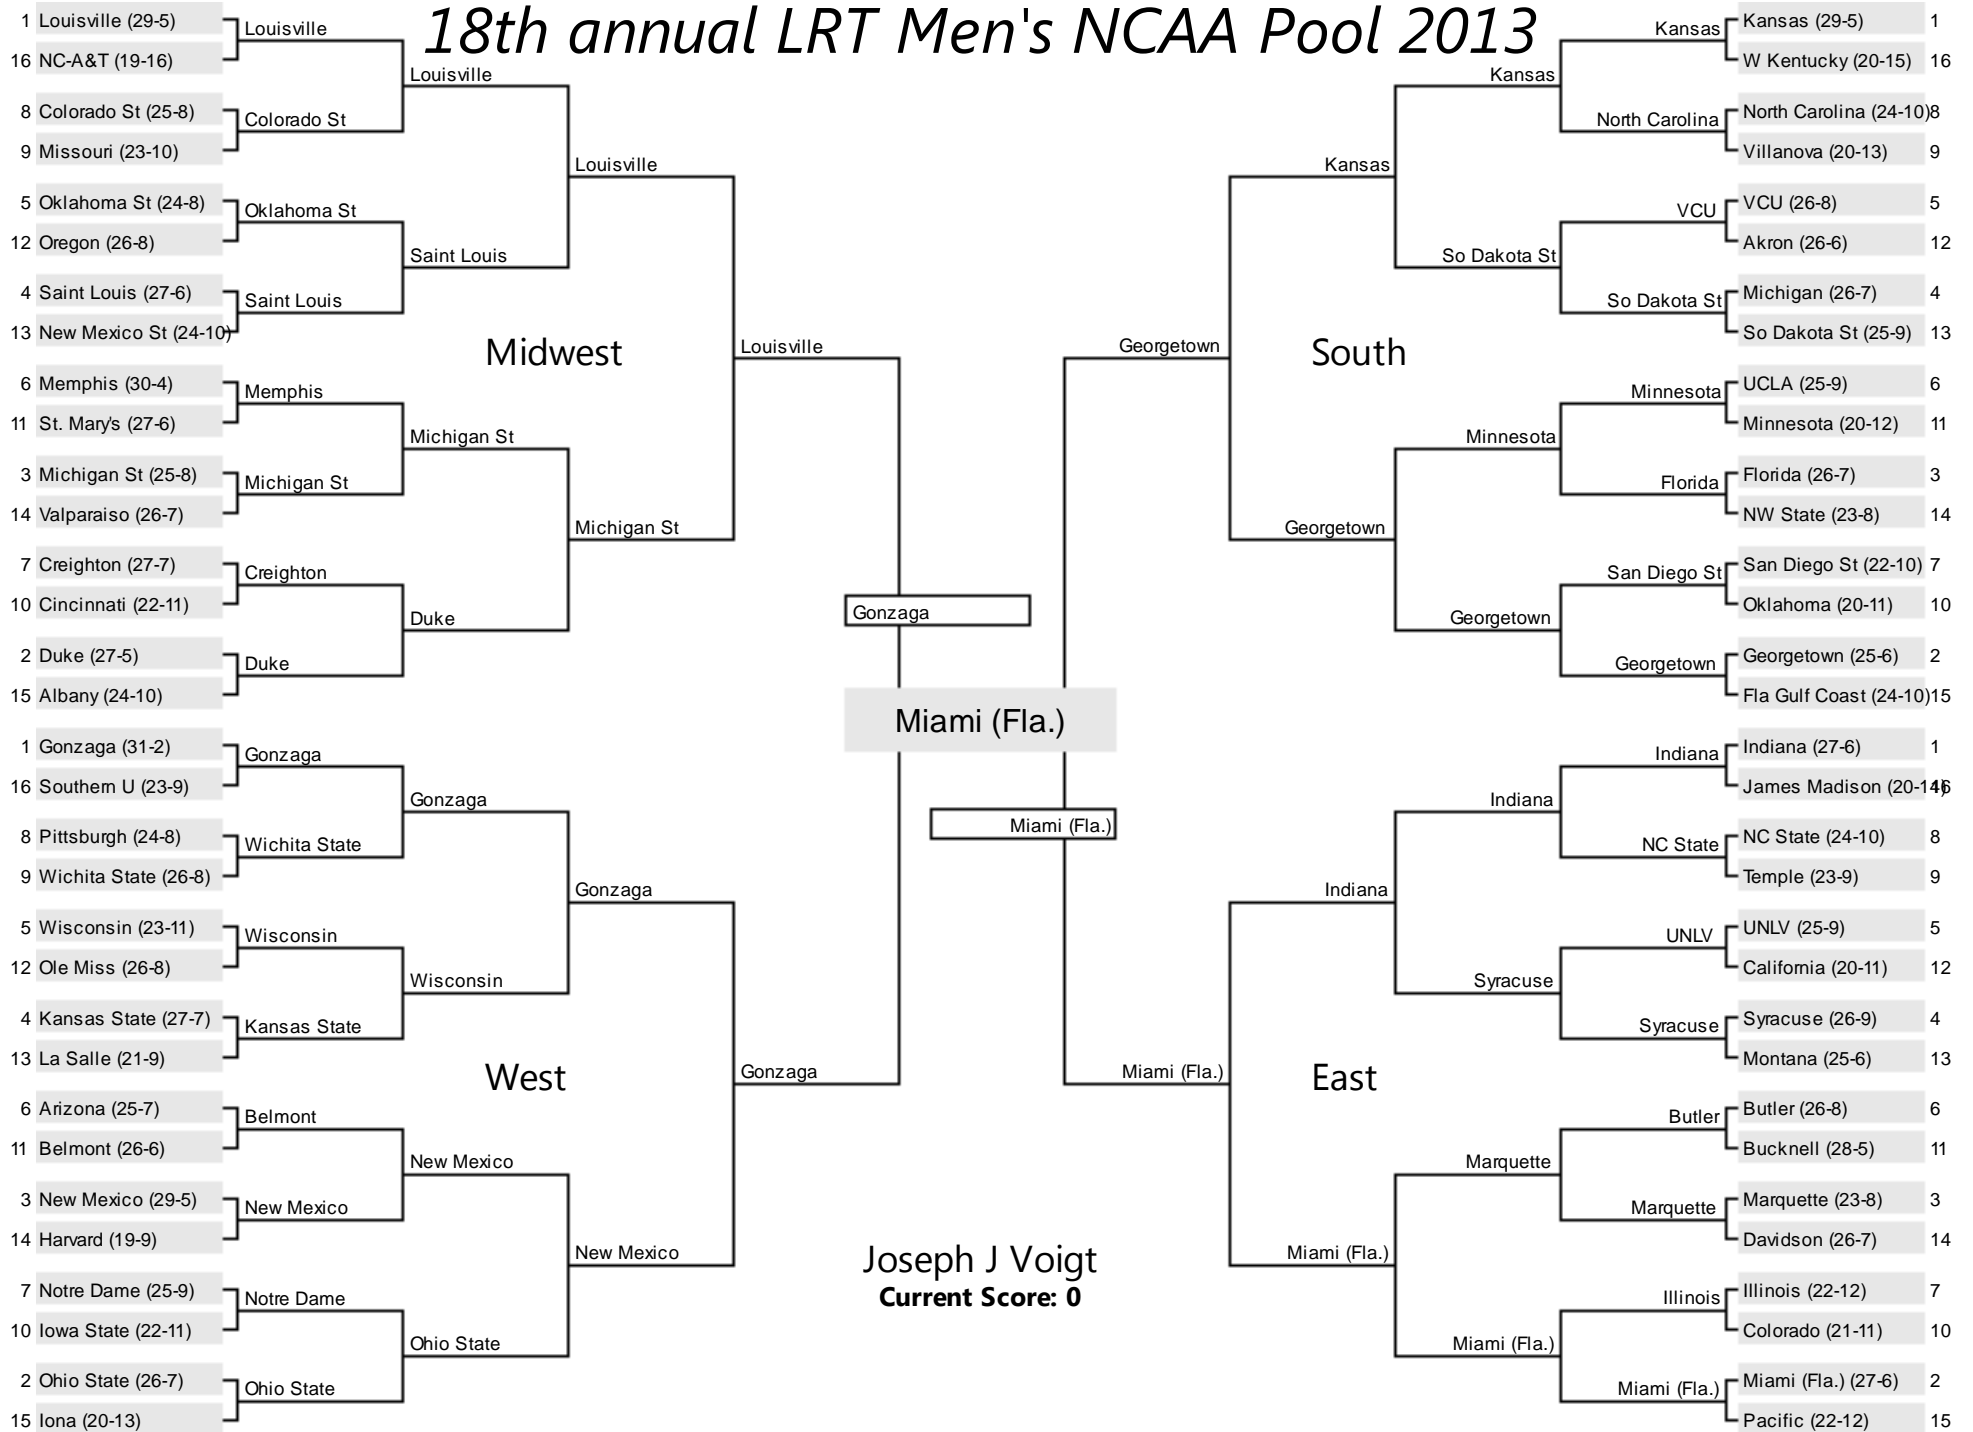 18th annual LRT Men's NCAA Pool 2013
1 Louisville (29-5)
16 NC-A&T (19-16)
8 Colorado St (25-8)
9 Missouri (23-10)
5 Oklahoma St (24-8)
12 Oregon (26-8)
4 Saint Louis (27-6)
13 New Mexico St (24-10)
6 Memphis (30-4)
11 St. Mary's (27-6)
3 Michigan St (25-8)
14 Valparaiso (26-7)
7 Creighton (27-7)
10 Cincinnati (22-11)
2 Duke (27-5)
15 Albany (24-10)
Louisville
Colorado St
Oklahoma St
Saint Louis
Memphis
Michigan St
Creighton
Duke
Louisville
Saint Louis
Michigan St
Duke
Louisville
Michigan St
Midwest
Louisville
1 Gonzaga (31-2)
16 Southern U (23-9)
8 Pittsburgh (24-8)
9 Wichita State (26-8)
5 Wisconsin (23-11)
12 Ole Miss (26-8)
4 Kansas State (27-7)
13 La Salle (21-9)
6 Arizona (25-7)
11 Belmont (26-6)
3 New Mexico (29-5)
14 Harvard (19-9)
7 Notre Dame (25-9)
10 Iowa State (22-11)
2 Ohio State (26-7)
15 Iona (20-13)
Gonzaga
Wichita State
Wisconsin
Kansas State
Belmont
New Mexico
Notre Dame
Ohio State
Gonzaga
Wisconsin
New Mexico
Ohio State
Gonzaga
New Mexico
West
Gonzaga
Gonzaga
Miami (Fla.)
Miami (Fla.)
Joseph J Voigt
Current Score: 0
Georgetown
South
Kansas
Georgetown
Kansas
So Dakota St
Minnesota
Georgetown
Kansas
North Carolina
VCU
So Dakota St
Minnesota
Florida
San Diego St
Georgetown
Kansas (29-5) 1
W Kentucky (20-15) 16
North Carolina (24-10) 8
Villanova (20-13) 9
VCU (26-8) 5
Akron (26-6) 12
Michigan (26-7) 4
So Dakota St (25-9) 13
UCLA (25-9) 6
Minnesota (20-12) 11
Florida (26-7) 3
NW State (23-8) 14
San Diego St (22-10) 7
Oklahoma (20-11) 10
Georgetown (25-6) 2
Fla Gulf Coast (24-10) 15
Miami (Fla.)
East
Indiana
Miami (Fla.)
Indiana
Syracuse
Marquette
Miami (Fla.)
Indiana
NC State
UNLV
Syracuse
Butler
Marquette
Illinois
Miami (Fla.)
Indiana (27-6) 1
James Madison (20-14) 16
NC State (24-10) 8
Temple (23-9) 9
UNLV (25-9) 5
California (20-11) 12
Syracuse (26-9) 4
Montana (25-6) 13
Butler (26-8) 6
Bucknell (28-5) 11
Marquette (23-8) 3
Davidson (26-7) 14
Illinois (22-12) 7
Colorado (21-11) 10
Miami (Fla.) (27-6) 2
Pacific (22-12) 15